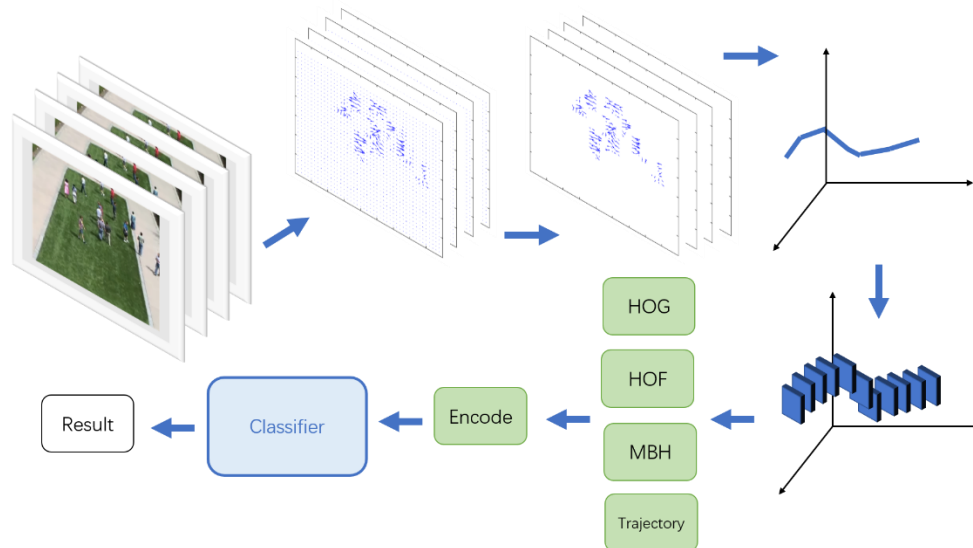 HOG
HOF
MBH
Trajectory
Encode
Classifier
Result